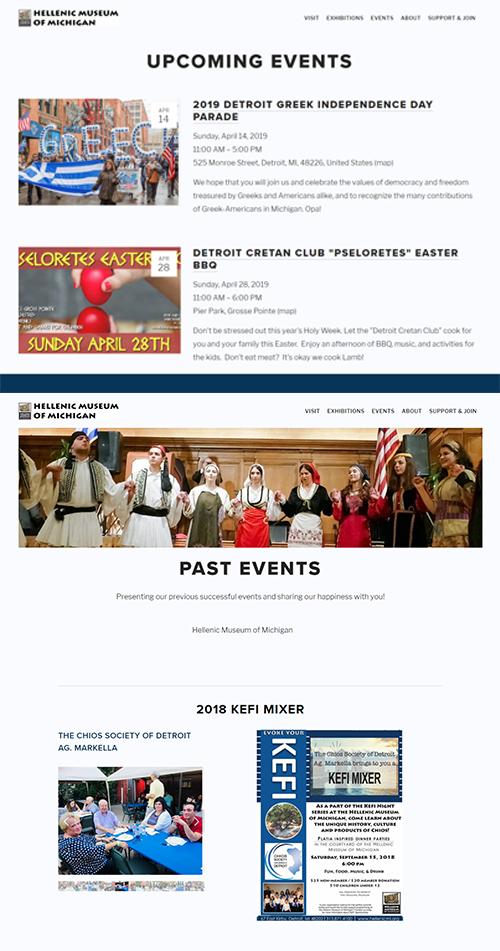 HELLENIC MUSEUM
OF MICHIGAN
VISIT EXHIBITIONS EVENTS ABOUT SUPPORT & JOIN
UPCOMING EVENTS
APR
14
2019 DETROIT GREEK INDEPENDENCE DAY
PARADE
Sunday, April 14, 2019
11:00 AM – 5:00 PM
525 Monroe Street, Detroit, MI, 48226, United States (map)
We hope that you will join us and celebrate the values of democracy and freedom
treasured by Greeks and Americans alike, and to recognize the many contributions
of Greek-Americans in Michigan. Opa!
GREEC
SELORETES EASTER
APR
28
SUNDAY APRIL 28TH
DETROIT CRETAN CLUB "PSELORETES" EASTER
BBQ
Sunday, April 28, 2019
11:00 AM – 6:00 PM
Pier Park, Grosse Pointe (map)
Don't be stressed out this year's Holy Week. Let the "Detroit Cretan Club" cook for
you and your family this Easter. Enjoy an afternoon of BBQ, music, and activities for
the kids. Don't eat meat? It's okay we cook Lamb!
HELLENIC MUSEUM
OF MICHIGAN
VISIT EXHIBITIONS EVENTS ABOUT SUPPORT & JOIN
PAST EVENTS
Presenting our previous successful events and sharing our happiness with you!
Hellenic Museum of Michigan
2018 KEFI MIXER
THE CHIOS SOCIETY OF DETROIT
AG. MARKELLA
EVOKE YOUR
KEFI
The Chios Society of Detroit
Ag. Markella brings to you a
KEFI MIXER
AS A PART OF THE KEFI NIGHT
SERIES AT THE HELLENIC MUSEUM
OF MICHIGAN, COME LEARN ABOUT
THE UNIQUE HISTORY, CULTURE
AND PRODUCTS OF CHIOS!
PLATIA INSPIRED DINNER PARTIES
IN THE COURTYARD OF THE HELLENIC
MUSEUM OF MICHIGAN
SATURDAY, SEPTEMBER 15, 2018
6:00 PM
FUN, FOOD, MUSIC, & DRINK
$25 NON-MEMBER / $20 MEMBER DONATION
$10 CHILDREN UNDER 12